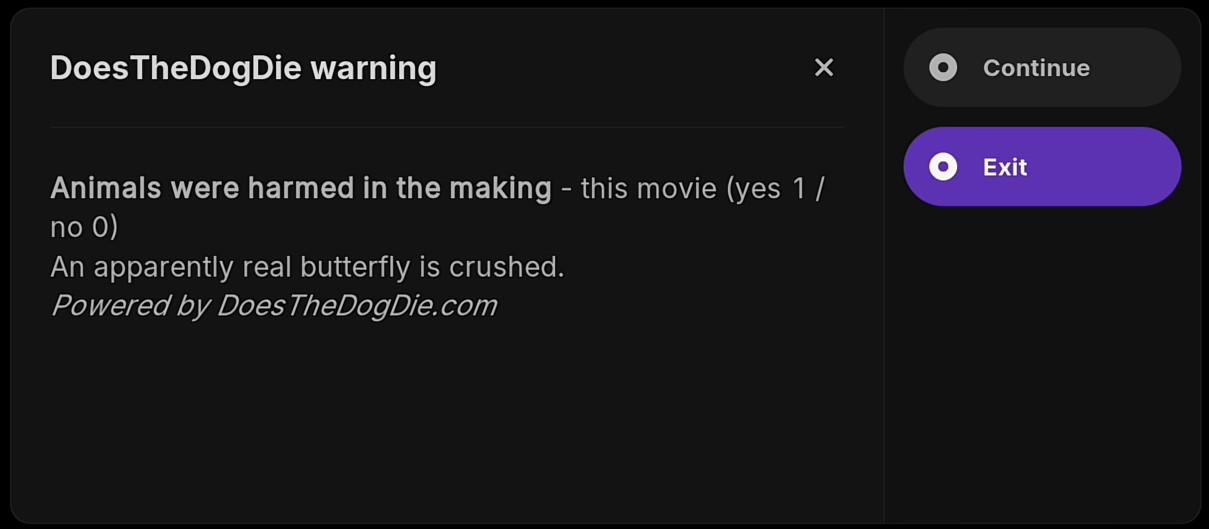 DoesTheDogDie warning
Animals were harmed in the making - this movie (yes 1 /
no 0)
An apparently real butterfly is crushed.
Powered by DoesTheDogDie.com
Continue
Exit